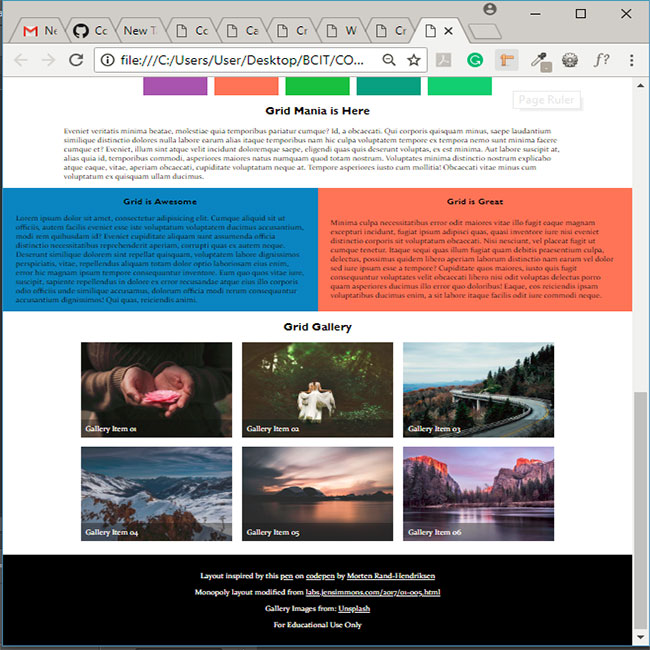 Ne
Cc
New T
Cc
Ca
Cr
W
Cr
file:///C:/Users/User/Desktop/BCIT/CO...
f?
Page Ruler
Grid Mania is Here
Eveniet veritatis minima beatae, molestiae quia temporibus pariatur cumque? Id, a obcaecati. Qui corporis quisquam minus, saepe laudantium
similique distinctio dolores nulla labore earum alias itaque temporibus nam hic culpa voluptatem tempore ex tempora nemo sunt minima facere
cumque et? Eveniet, illum sint atque velit incidunt doloremque saepe, eligendi quas quis deserunt voluptas, ex est minima. Aut labore suscipit at,
alias quia id, temporibus commodi, asperiores maiores natus numquam quod totam nostrum. Voluptates minima distinctio nostrum explicabo
atque eaque, vitae, aperiam obcaecati, cupiditate voluptatum neque at. Tempore asperiores iusto cum mollitia! Obcaecati vitae minus cum
voluptatum ex quisquam ullam ducimus.
Grid is Awesome
Lorem ipsum dolor sit amet, consectetur adipisicing elit. Cumque aliquid sit ut
officiis, autem facilis eveniet esse iste voluptatum voluptatem ducimus accusantium,
modi rem quibusdam id? Eveniet cupiditate aliquam sunt assumenda officia
distinctio necessitatibus reprehenderit aperiam, corrupti quas ex autem neque.
Deserunt similique dolorem sint repellat quisquam, voluptatem labore dignissimos
perspiciatis, vitae, repellendus aliquam totam dolor optio laboriosam eius enim,
error hic magnam ipsum tempore consequuntur inventore. Eum quo quos vitae iure,
suscipit, sapiente repellendus in dolore ex error recusandae atque eius illo corporis
odio officiis unde similique accusamus, dolorum officia modi rerum consequuntur
accusantium dignissimos! Qui quas, reiciendis animi.
Grid is Great
Minima culpa necessitatibus error odit maiores vitae illo fugit eaque magnam
excepturi incidunt, fugiat ipsum adipisci quas, quasi inventore iure nisi eveniet
distinctio corporis sit voluptatum obcaecati. Nisi nesciunt, vel placeat fugit ut
cumque tenetur. Itaque sequi quas illum fugiat quam debitis praesentium culpa,
delectus, possimus quidem libero aperiam laborum distinctio nam earum vel dolor
sed iure ipsum esse a tempore? Cupiditate quos maiores, iusto quis fugit
consequuntur voluptates velit obcaecati libero nisi odit voluptas delectus porro
quam asperiores ducimus illo error quo doloribus! Eaque, eos reiciendis ipsam
voluptatibus ducimus enim, a sit labore itaque facilis odit iure commodi neque.
Grid Gallery
Gallery Item 01
Gallery Item 02
Gallery Item 03
Gallery Item 04
Gallery Item 05
Gallery Item 06
Layout inspired by this pen on codepen by Morten Rand-Hendriksen
Monopoly layout modified from labs.jensimmons.com/2017/01-005.html
Gallery Images from: Unsplash
For Educational Use Only